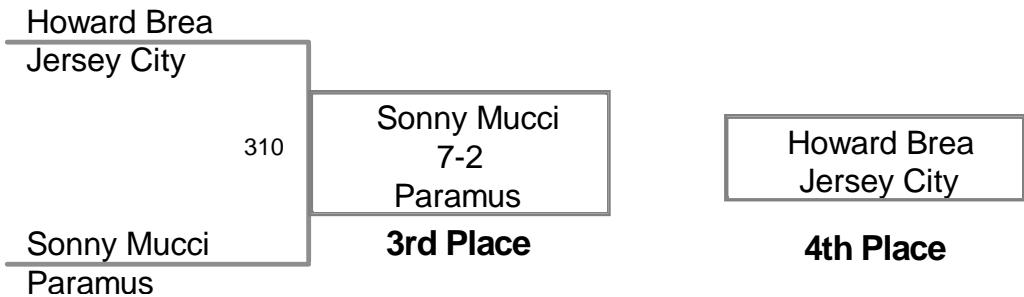 Howard Brea
Jersey City
310
Sonny Mucci
Paramus
Sonny Mucci
7-2
Paramus
3rd Place
Howard Brea
Jersey City
4th Place